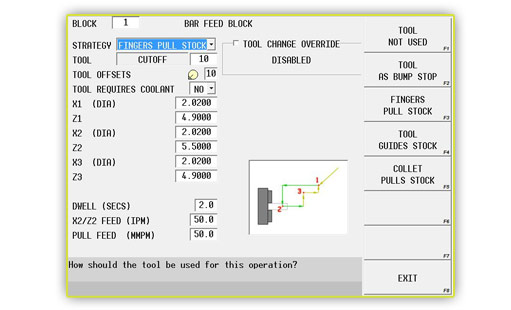 BLOCK 1 BAR FEED BLOCK
STRATEGY FINGERS PULL STOCK
TOOL CHANGE OVERRIDE
TOOL CUTOFF 10
DISABLED
TOOL OFFSETS 10
TOOL REQUIRES COOLANT NO
X1 (DIA) 2.0200
Z1 4.9000
X2 (DIA) 2.0200
Z2 5.5000
X3 (DIA) 2.0200
Z3 4.9000
1
3
2
DWELL (SECS) 2.0
X2/Z2 FEED (IPM) 50.0
PULL FEED (MMPM) 50.0
How should the tool be used for this operation?
TOOL
NOT USED
F1
TOOL
AS BUMP STOP
F2
FINGERS
PULL STOCK
F3
TOOL
GUIDES STOCK
F4
COLLET
PULLS STOCK
F5
F6
F7
EXIT
F8